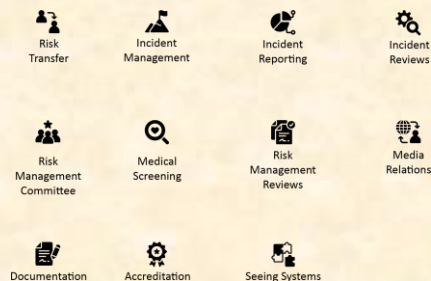 Risk
Transfer
Incident
Management
Incident
Reporting
Incident
Reviews
Risk
Management
Committee
Medical
Screening
Risk
Management
Reviews
Media
Relations
Documentation
Accreditation
Seeing Systems